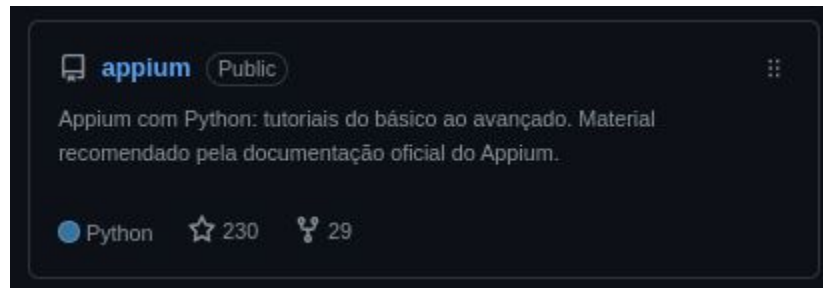 appium Public
Appium com Python: tutoriais do básico ao avançado. Material
recomendado pela documentação oficial do Appium.
Python 230 29